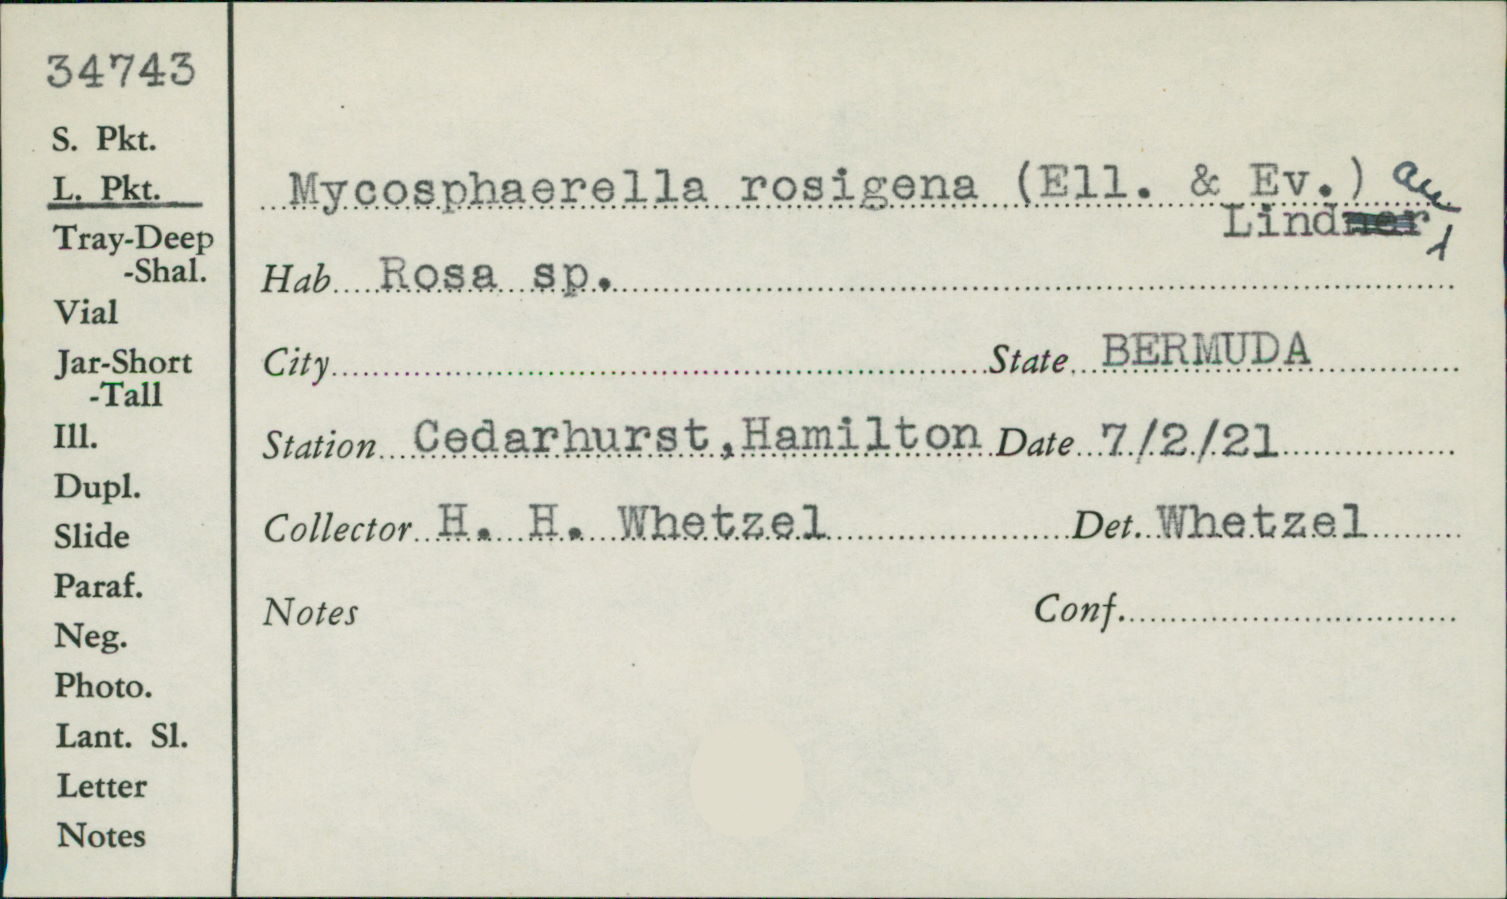 34743
S. Pkt.
L. Pkt.
Tray-Deep
-Shal.
Vial
Jar-Short
-Tall
Ill.
Dupl.
Slide
Paraf.
Neg.
Photo.
Lant. Sl.
Letter
Notes
Mycosphaerella rosigena (Ell. & Ev.)
Lind
Hab Rosa sp.
City State BERMUDA
Station Cedarhurst, Hamilton Date 7/2/21
Collector H. H. Whetzel Det. Whetzel
Notes Conf.